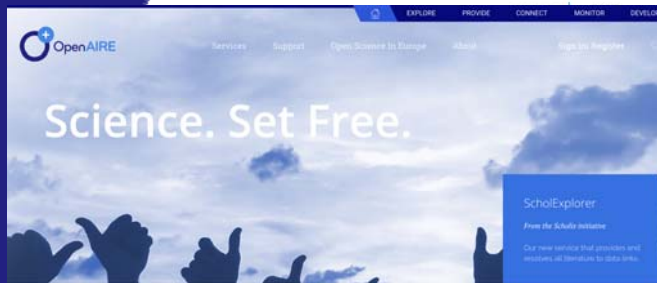 EXPLORE PROVIDE CONNECT MONITOR DEVELO
OpenAIRE
Services Support Open Science in Europe About Sign in/Register
Science. Set Free.
ScholExplorer
From the Scholix initiative
Our new service that provides and
resolves all literature to data links.